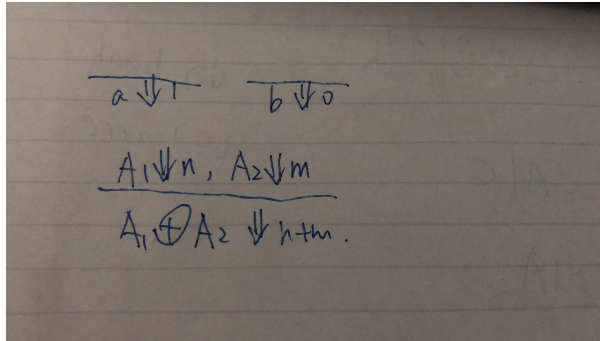 a ⇓ 1 b ⇓ 0
A₁ ⇓ n, A₂ ⇓ m
A₁ ⊕ A₂ ⇓ n+m.